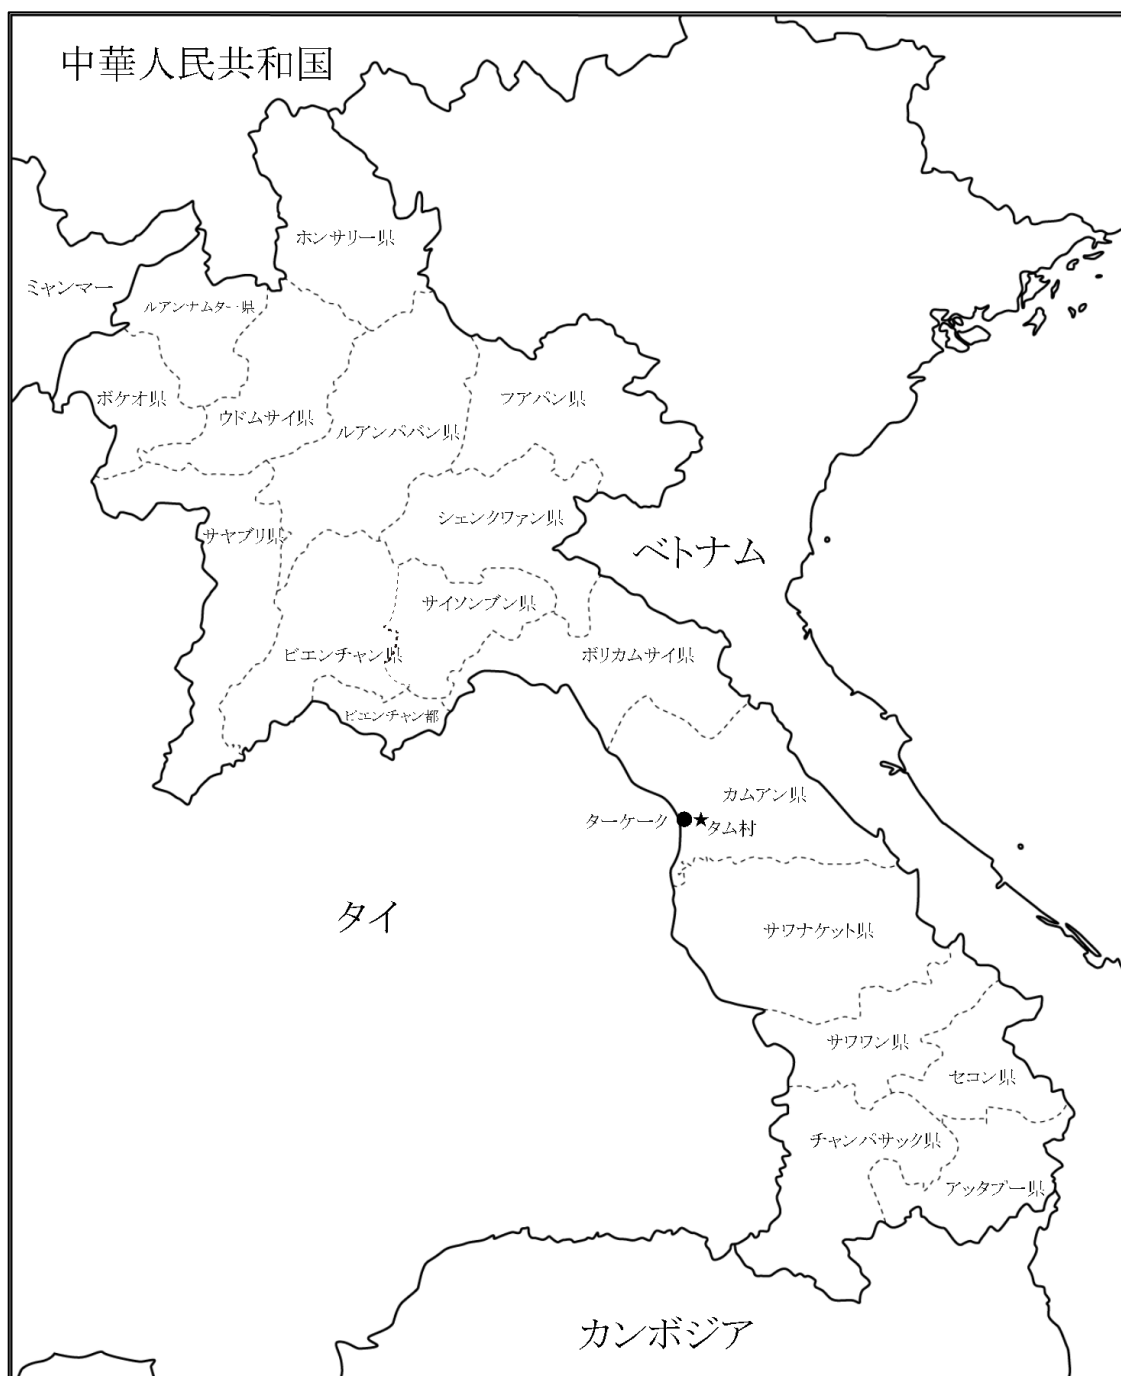 中華人民共和国
ホンサリー県
ミャンマー
ルアンナムター県
ボケオ県
ウドムサイ県
ルアンパバン県
フアパン県
サヤブリ県
シェンクワァン県
ベトナム
サイソンブン県
ビエンチャン県
ボリカムサイ県
ビエンチャン都
カムアン県
ターケーク
タム村
タイ
サワナケット県
サワワン県
セコン県
チャンパサック県
アッタプー県
カンボジア